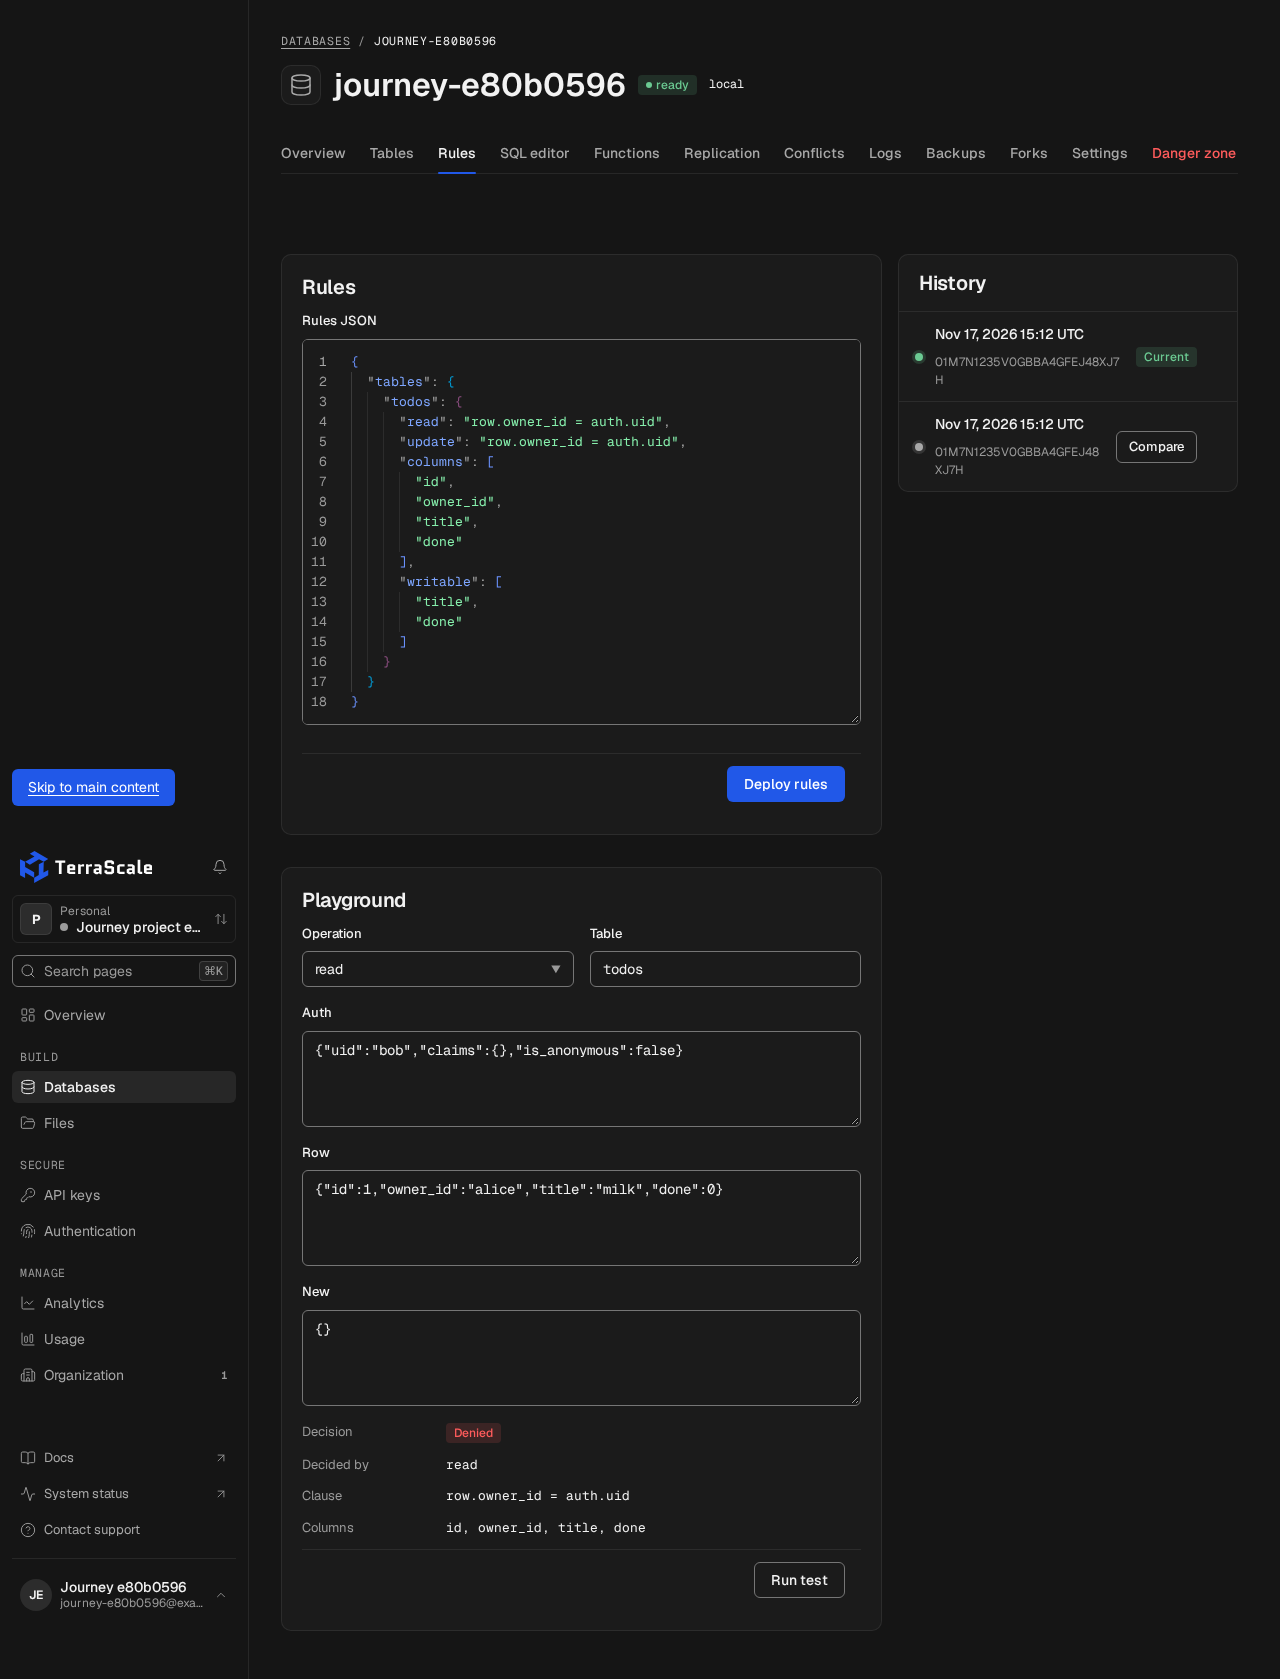 DATABASES / JOURNEY-E80B0596
journey-e80b0596 ready local
Overview Tables Rules SQL editor Functions Replication Conflicts Logs Backups Forks Settings Danger zone
Rules
Rules JSON
1 {
2 "tables": {
3 "todos": {
4 "read": "row.owner_id = auth.uid",
5 "update": "row.owner_id = auth.uid",
6 "columns": [
7 "id",
8 "owner_id",
9 "title",
10 "done"
11 ],
12 "writable": [
13 "title",
14 "done"
15 ]
16 }
17 }
18 }
Deploy rules
History
Nov 17, 2026 15:12 UTC
01M7N1235V0GBBA4GFEJ48XJ7
H
Current
Nov 17, 2026 15:12 UTC
01M7N1235V0GBBA4GFEJ48
XJ7H
Compare
Playground
Operation Table
read todos
Auth
{"uid":"bob","claims":{},"is_anonymous":false}
Row
{"id":1,"owner_id":"alice","title":"milk","done":0}
New
{}
Decision Denied
Decided by read
Clause row.owner_id = auth.uid
Columns id, owner_id, title, done
Run test
Skip to main content
TerraScale
P
Personal
Journey project e...
Search pages ⌘K
Overview
BUILD
Databases
Files
SECURE
API keys
Authentication
MANAGE
Analytics
Usage
Organization 1
Docs
System status
Contact support
JE
Journey e80b0596
journey-e80b0596@exa...